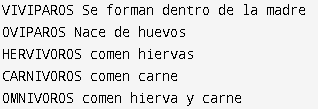 VIVIPAROS Se forman dentro de la madre
OVIPAROS Nace de huevos
HERVIVOROS comen hiervas
CARNIVOROS comen carne
OMNIVOROS comen hierva y carne